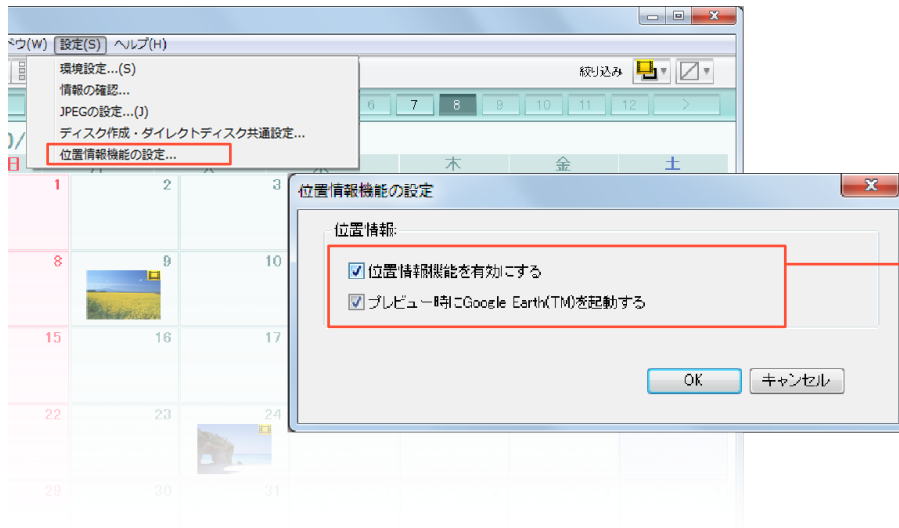 ドウ(W) 設定(S) ヘルプ(H)
環境設定...(S)
情報の確認...
JPEGの設定...(J)
ディスク作成・ダイレクトディスク共通設定...
位置情報機能の設定...
絞り込み
6 7 8 9 10 11 12 >
0/
日 木 金 土
1 2 3
8 9 10
15 16 17
22 23 24
29 30 31
位置情報機能の設定
位置情報:
位置情報機能を有効にする
プレビュー時にGoogle Earth(TM)を起動する
OK キャンセル